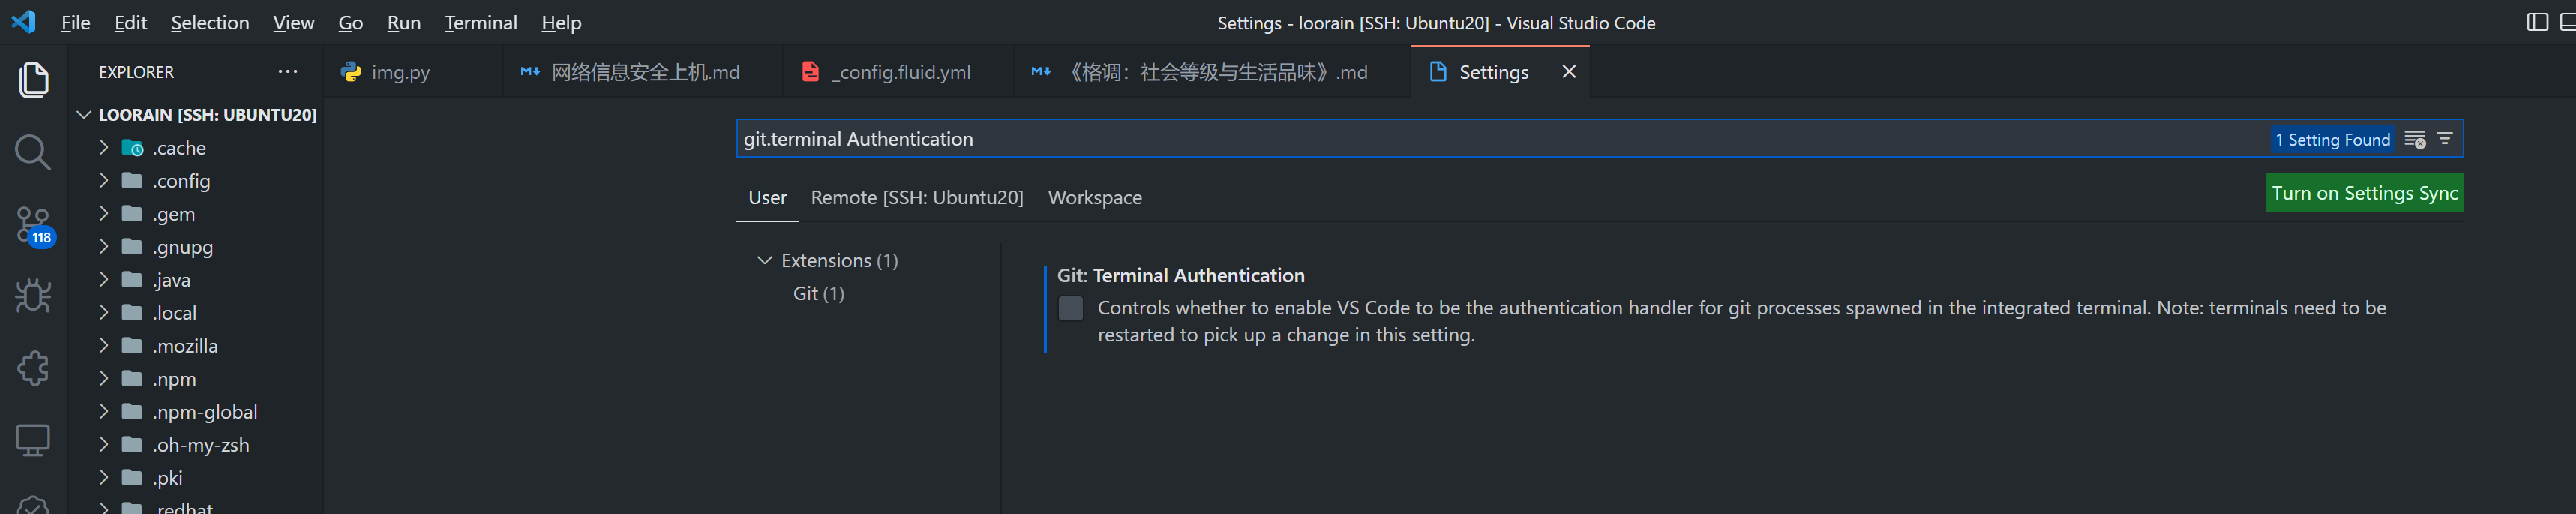 File Edit Selection View Go Run Terminal Help
Settings - loorain [SSH: Ubuntu20] - Visual Studio Code
EXPLORER ···
img.py
网络信息安全上机.md
_config.fluid.yml
《格调：社会等级与生活品味》.md
Settings
LOORAIN [SSH: UBUNTU20]
.cache
.config
.gem
.gnupg
.java
.local
.mozilla
.npm
.npm-global
.oh-my-zsh
.pki
.redhat
118
git.terminal Authentication
1 Setting Found
User Remote [SSH: Ubuntu20] Workspace
Turn on Settings Sync
Extensions (1)
Git (1)
Git: Terminal Authentication
Controls whether to enable VS Code to be the authentication handler for git processes spawned in the integrated terminal. Note: terminals need to be
restarted to pick up a change in this setting.